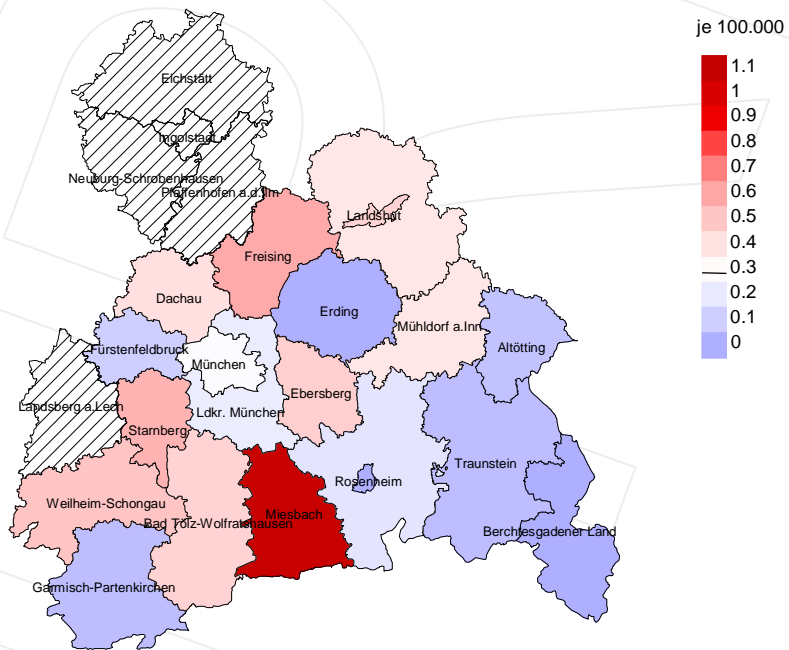 je 100.000
1.1
1
0.9
0.8
0.7
0.6
0.5
0.4
0.3
0.2
0.1
0
Eichstätt
Ingolstadt
Neuburg-Schrobenhausen
Pfaffenhofen a.d.Ilm
Landshut
Freising
Dachau
Erding
Mühldorf a.Inn
Altötting
Fürstenfeldbruck
München
Ebersberg
Landsberg a.Lech
Ldkr. München
Starnberg
Traunstein
Rosenheim
Weilheim-Schongau
Miesbach
Bad Tölz-Wolfratshausen
Berchtesgadener Land
Garmisch-Partenkirchen